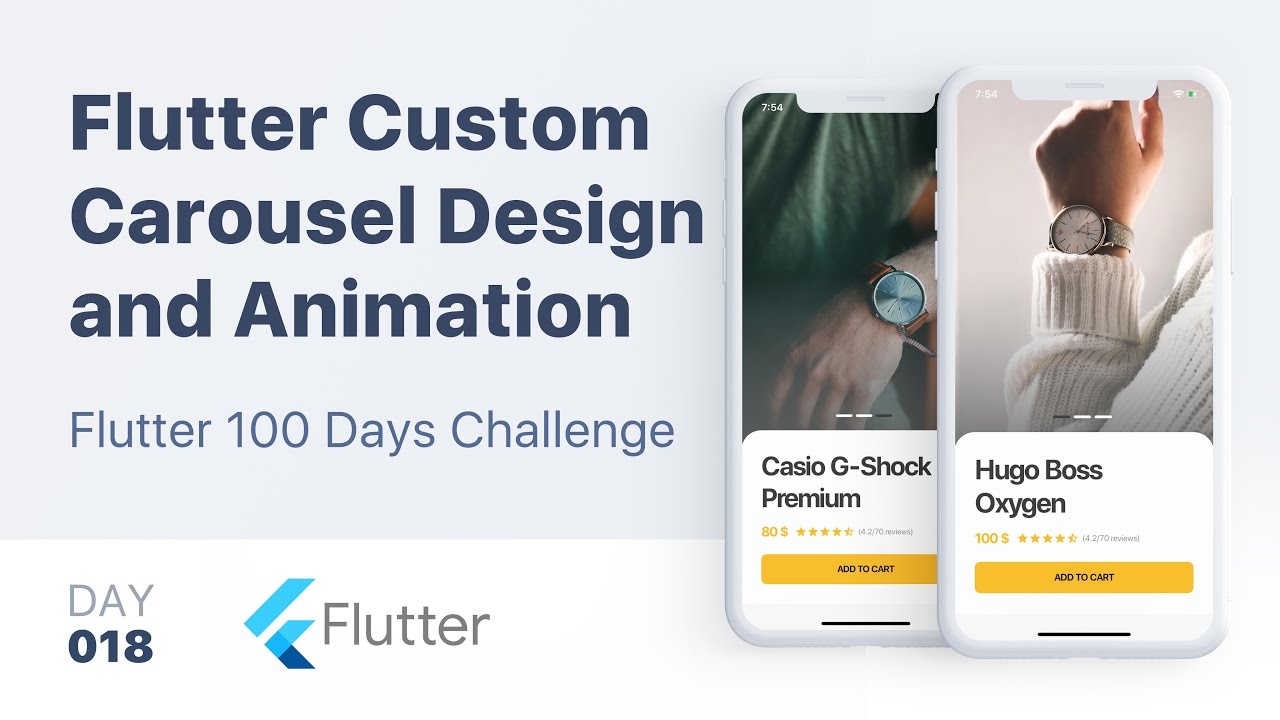 Flutter Custom
Carousel Design
and Animation
Flutter 100 Days Challenge
DAY
018
Flutter
7:54
Casio G-Shock
Premium
80 $ (4.2/70 reviews)
ADD TO CART
7:54
Hugo Boss
Oxygen
100 $ (4.2/70 reviews)
ADD TO CART